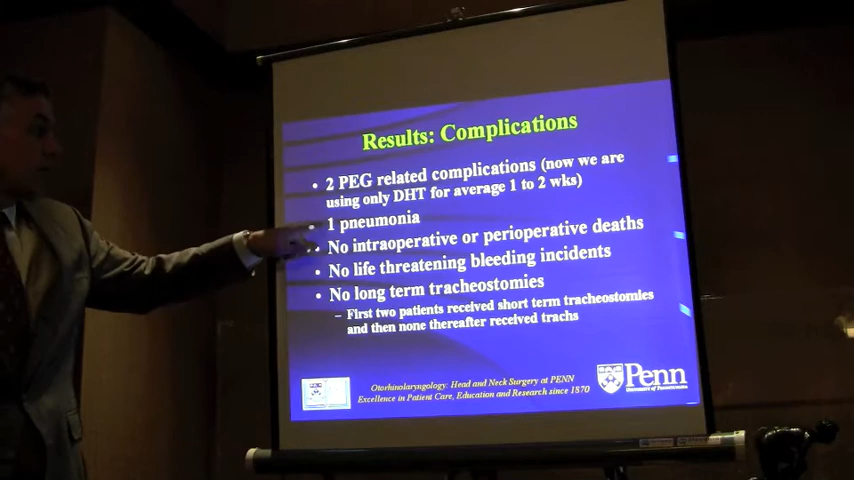 Results: Complications
• 2 PEG related complications (now we are
using only DHT for average 1 to 2 wks)
• 1 pneumonia
• No intraoperative or perioperative deaths
• No life threatening bleeding incidents
• No long term tracheostomies
– First two patients received short term tracheostomies
and then none thereafter received trachs
Otorhinolaryngology: Head and Neck Surgery at PENN
Excellence in Patient Care, Education and Research since 1870
Penn
University of Pennsylvania